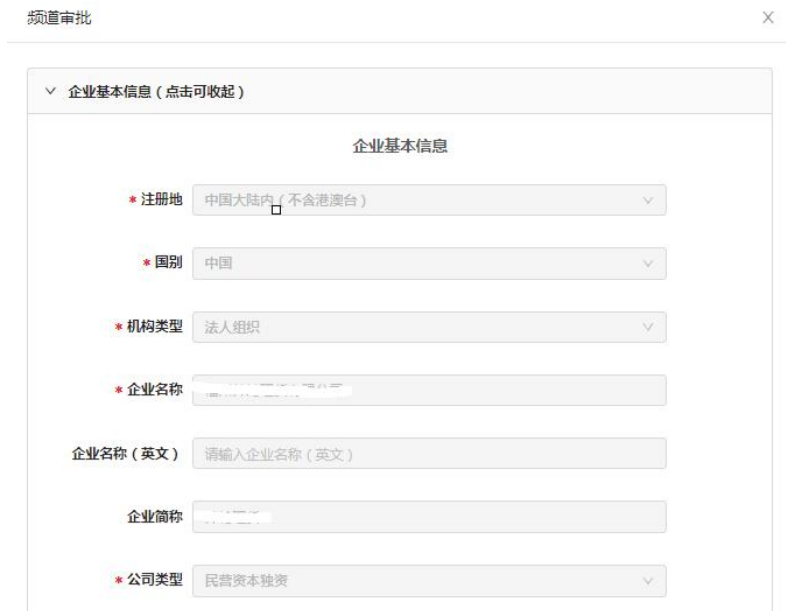 频道审批
企业基本信息（点击可收起）
企业基本信息
* 注册地 中国大陆内（不含港澳台）
* 国别 中国
* 机构类型 法人组织
* 企业名称
企业名称（英文） 请输入企业名称（英文）
企业简称
* 公司类型 民营资本独资